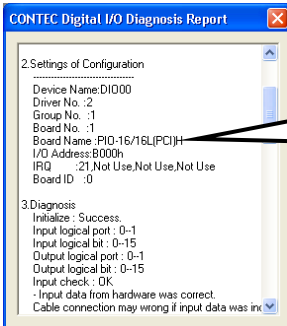 CONTEC Digital I/O Diagnosis Report
2.Settings of Configuration
--------------------------------
Device Name:DIO00
Driver No. :2
Group No. :1
Board No. :1
Board Name :PIO-16/16L(PCI)H
I/O Address:B000h
IRQ :21,Not Use,Not Use,Not Use
Board ID :0
3.Diagnosis
Initialize : Success.
Input logical port : 0--1
Input logical bit : 0--15
Output logical port : 0--1
Output logical bit : 0--15
Input check : OK
- Input data from hardware was correct.
Cable connection may wrong if input data was